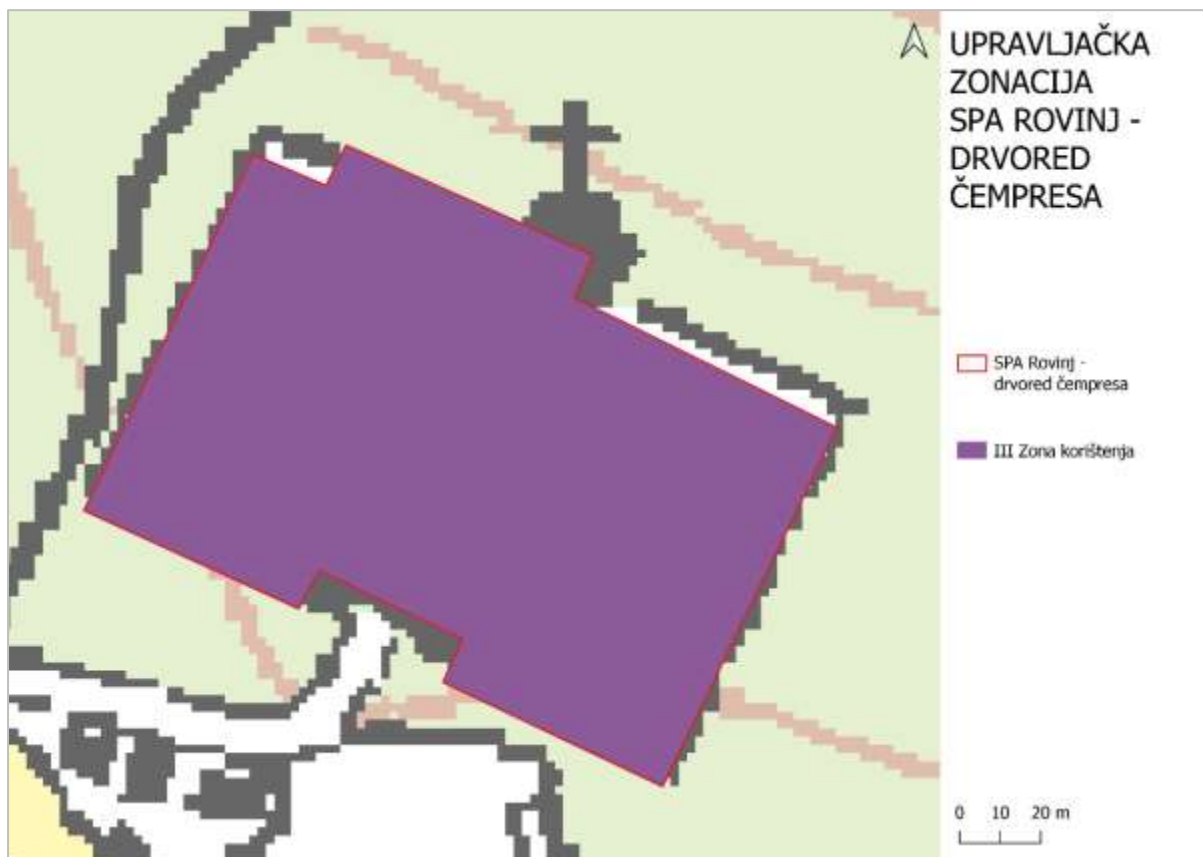 UPRAVLJAČKA
ZONACIJA
SPA ROVINJ -
DRVORED
ČEMPRESA
SPA Rovinj -
drvored čempresa
III Zona korištenja
0 10 20 m